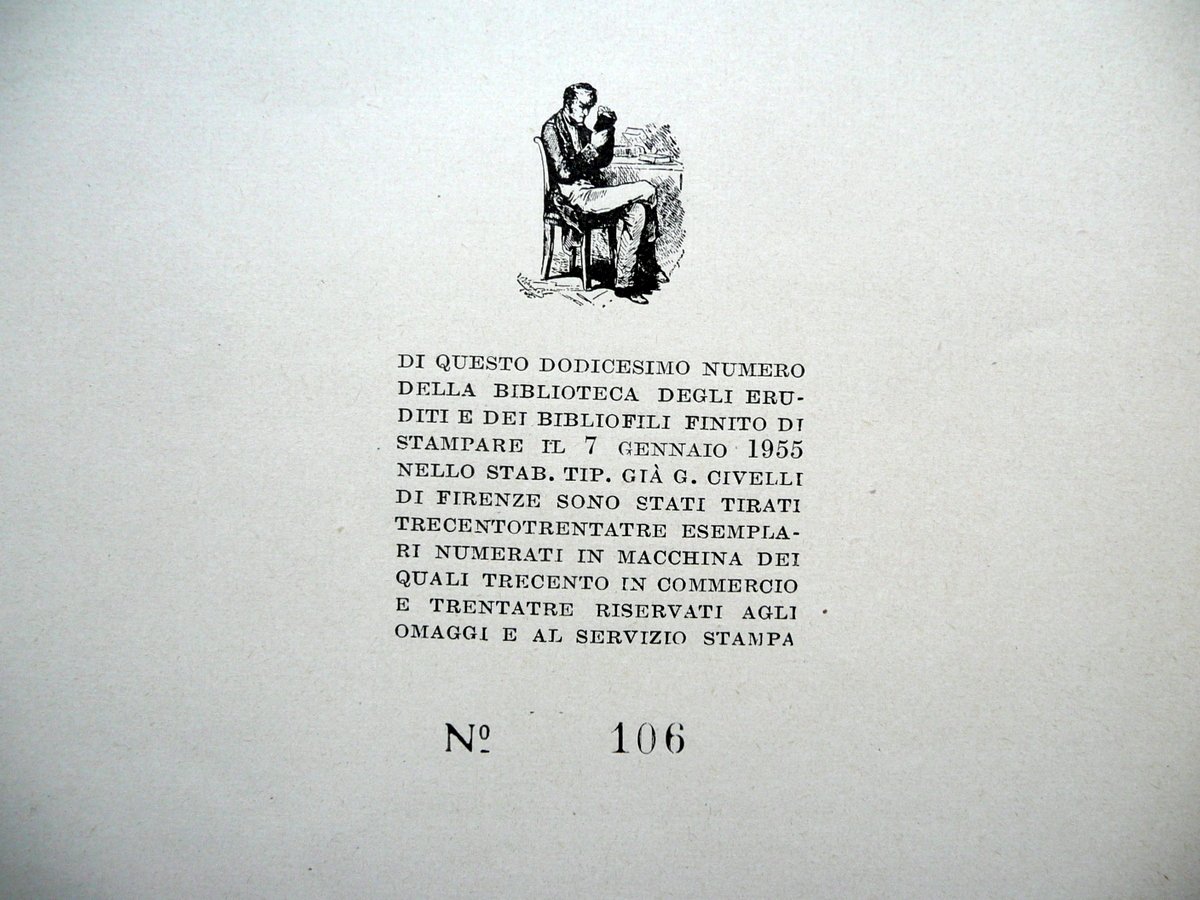 DI QUESTO DODICESIMO NUMERO
DELLA BIBLIOTECA DEGLI ERU-
DITI E DEI BIBLIOFILI FINITO DI
STAMPARE IL 7 GENNAIO 1955
NELLO STAB. TIP. GIÀ G. CIVELLI
DI FIRENZE SONO STATI TIRATI
TRECENTOTRENTATRE ESEMPLA-
RI NUMERATI IN MACCHINA DEI
QUALI TRECENTO IN COMMERCIO
E TRENTATRE RISERVATI AGLI
OMAGGI E AL SERVIZIO STAMPA
Nº 106